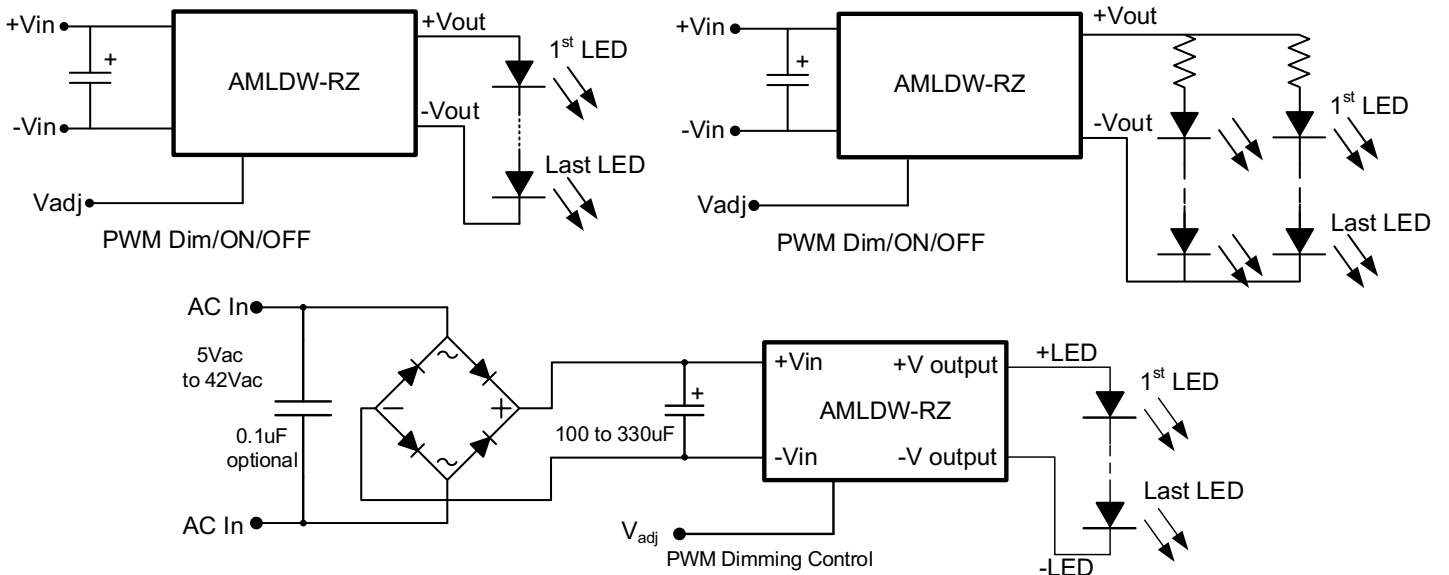 +Vin
+Vout
1st LED
AMLDW-RZ
-Vin
-Vout
Last LED
Vadj
PWM Dim/ON/OFF
+Vin
+Vout
AMLDW-RZ
1st LED
-Vin
-Vout
Vadj
Last LED
PWM Dim/ON/OFF
AC In
5Vac
to 42Vac
0.1uF
optional
AC In
~
−
+
~
100 to 330uF
+Vin
+V output
AMLDW-RZ
-Vin
-V output
+LED
1st LED
Last LED
-LED
Vadj
PWM Dimming Control